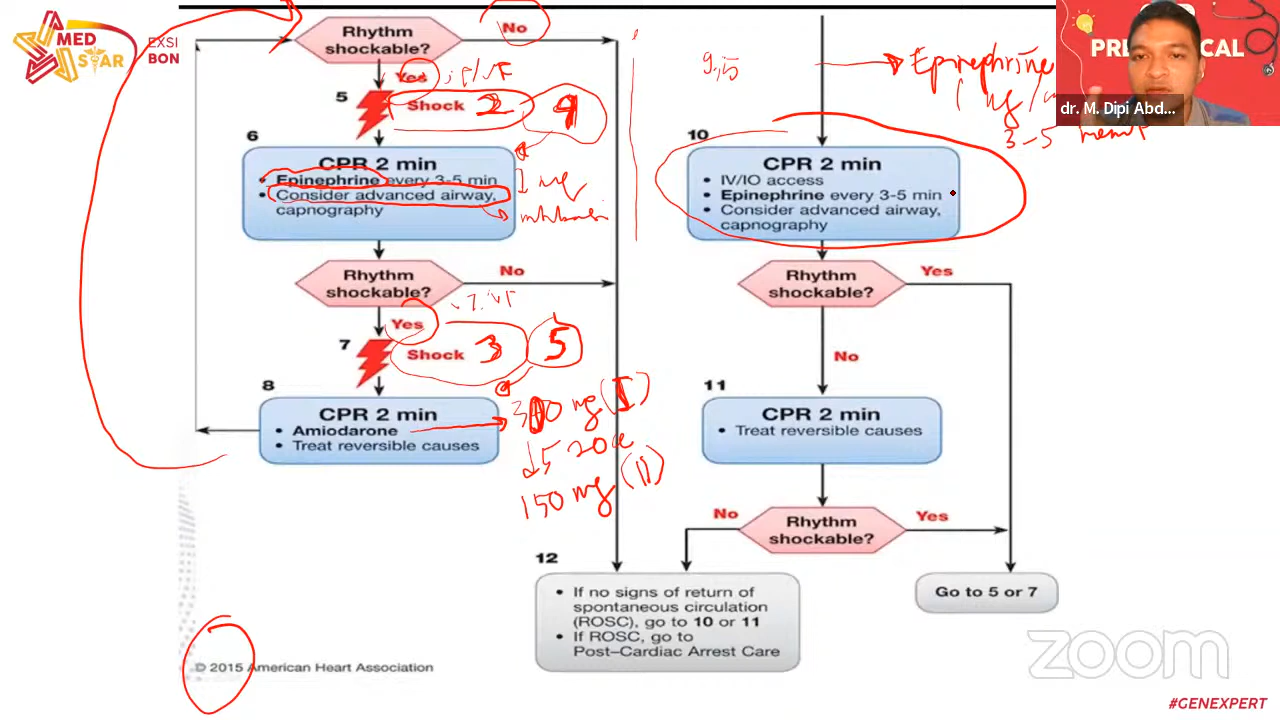 MED
STAR
EXSI
BON
Rhythm
shockable?
No
Yes
5
Shock 2
4
6
CPR 2 min
• Epinephrine every 3-5 min
• Consider advanced airway,
capnography
1 mg
Rhythm
shockable?
No
Yes
7
Shock 3
5
8
CPR 2 min
• Amiodarone
• Treat reversible causes
300 mg (I)
150 mg (II)
© 2015 American Heart Association
Epinephrine
3-5 menit
PRE
CAL
dr. M. Dipi Abd...
10
CPR 2 min
• IV/IO access
• Epinephrine every 3-5 min
• Consider advanced airway,
capnography
Rhythm
shockable?
Yes
No
11
CPR 2 min
• Treat reversible causes
Rhythm
shockable?
No
Yes
12
• If no signs of return of
spontaneous circulation
(ROSC), go to 10 or 11
• If ROSC, go to
Post–Cardiac Arrest Care
Go to 5 or 7
zoom
#GENEXPERT